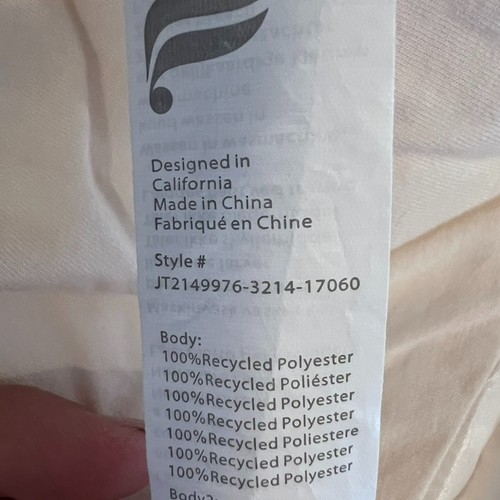 Designed in
California
Made in China
Fabriqué en Chine
Style #
JT2149976-3214-17060
Body:
100%Recycled Polyester
100%Recycled Poliéster
100%Recycled Polyester
100%Recycled Polyester
100%Recycled Poliestere
100%Recycled Polyester
100%Recycled Polyester